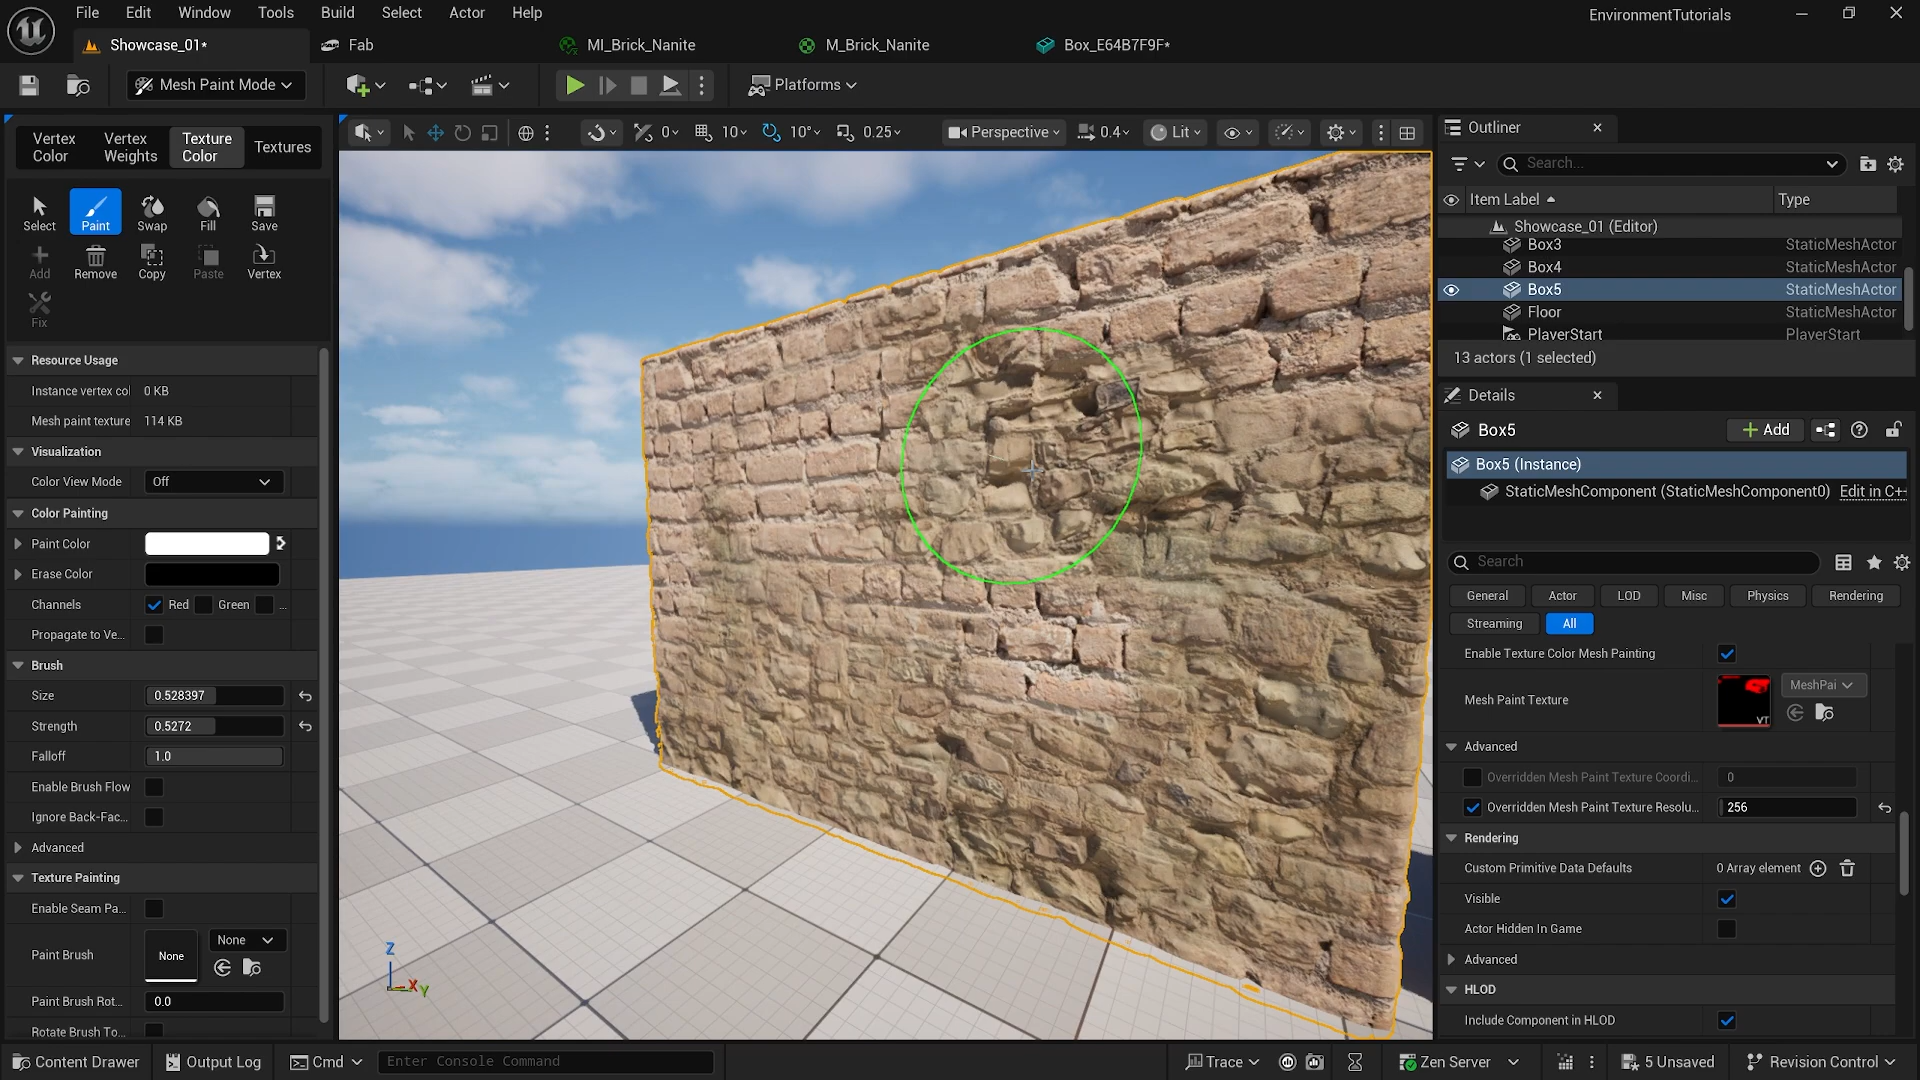 File Edit Window Tools Build Select Actor Help
EnvironmentTutorials
Showcase_01*
Fab
MI_Brick_Nanite
M_Brick_Nanite
Box_E64B7F9F*
Mesh Paint Mode
Platforms
Vertex Color
Vertex Weights
Texture Color
Textures
Select Paint Swap Fill Save
Add Remove Copy Paste Vertex
Fix
Resource Usage
Instance vertex col 0 KB
Mesh paint texture 114 KB
Visualization
Color View Mode Off
Color Painting
Paint Color
Erase Color
Channels Red Green ...
Propagate to Ve...
Brush
Size 0.528397
Strength 0.5272
Falloff 1.0
Enable Brush Flow
Ignore Back-Fac...
Advanced
Texture Painting
Enable Seam Pa...
Paint Brush None None
Paint Brush Rot... 0.0
Rotate Brush To...
0 10 10° 0.25 Perspective 0.4 Lit
Z
X
Y
Outliner
Search...
Item Label Type
Showcase_01 (Editor)
Box3 StaticMeshActor
Box4 StaticMeshActor
Box5 StaticMeshActor
Floor StaticMeshActor
PlayerStart PlayerStart
13 actors (1 selected)
Details
Box5
Add
Box5 (Instance)
StaticMeshComponent (StaticMeshComponent0) Edit in C++
Search
General Actor LOD Misc Physics Rendering
Streaming All
Enable Texture Color Mesh Painting
Mesh Paint Texture VT MeshPai
Advanced
Overridden Mesh Paint Texture Coordi... 0
Overridden Mesh Paint Texture Resolu... 256
Rendering
Custom Primitive Data Defaults 0 Array element
Visible
Actor Hidden In Game
Advanced
HLOD
Include Component in HLOD
Content Drawer
Output Log
Cmd
Enter Console Command
Trace
Zen Server
5 Unsaved
Revision Control